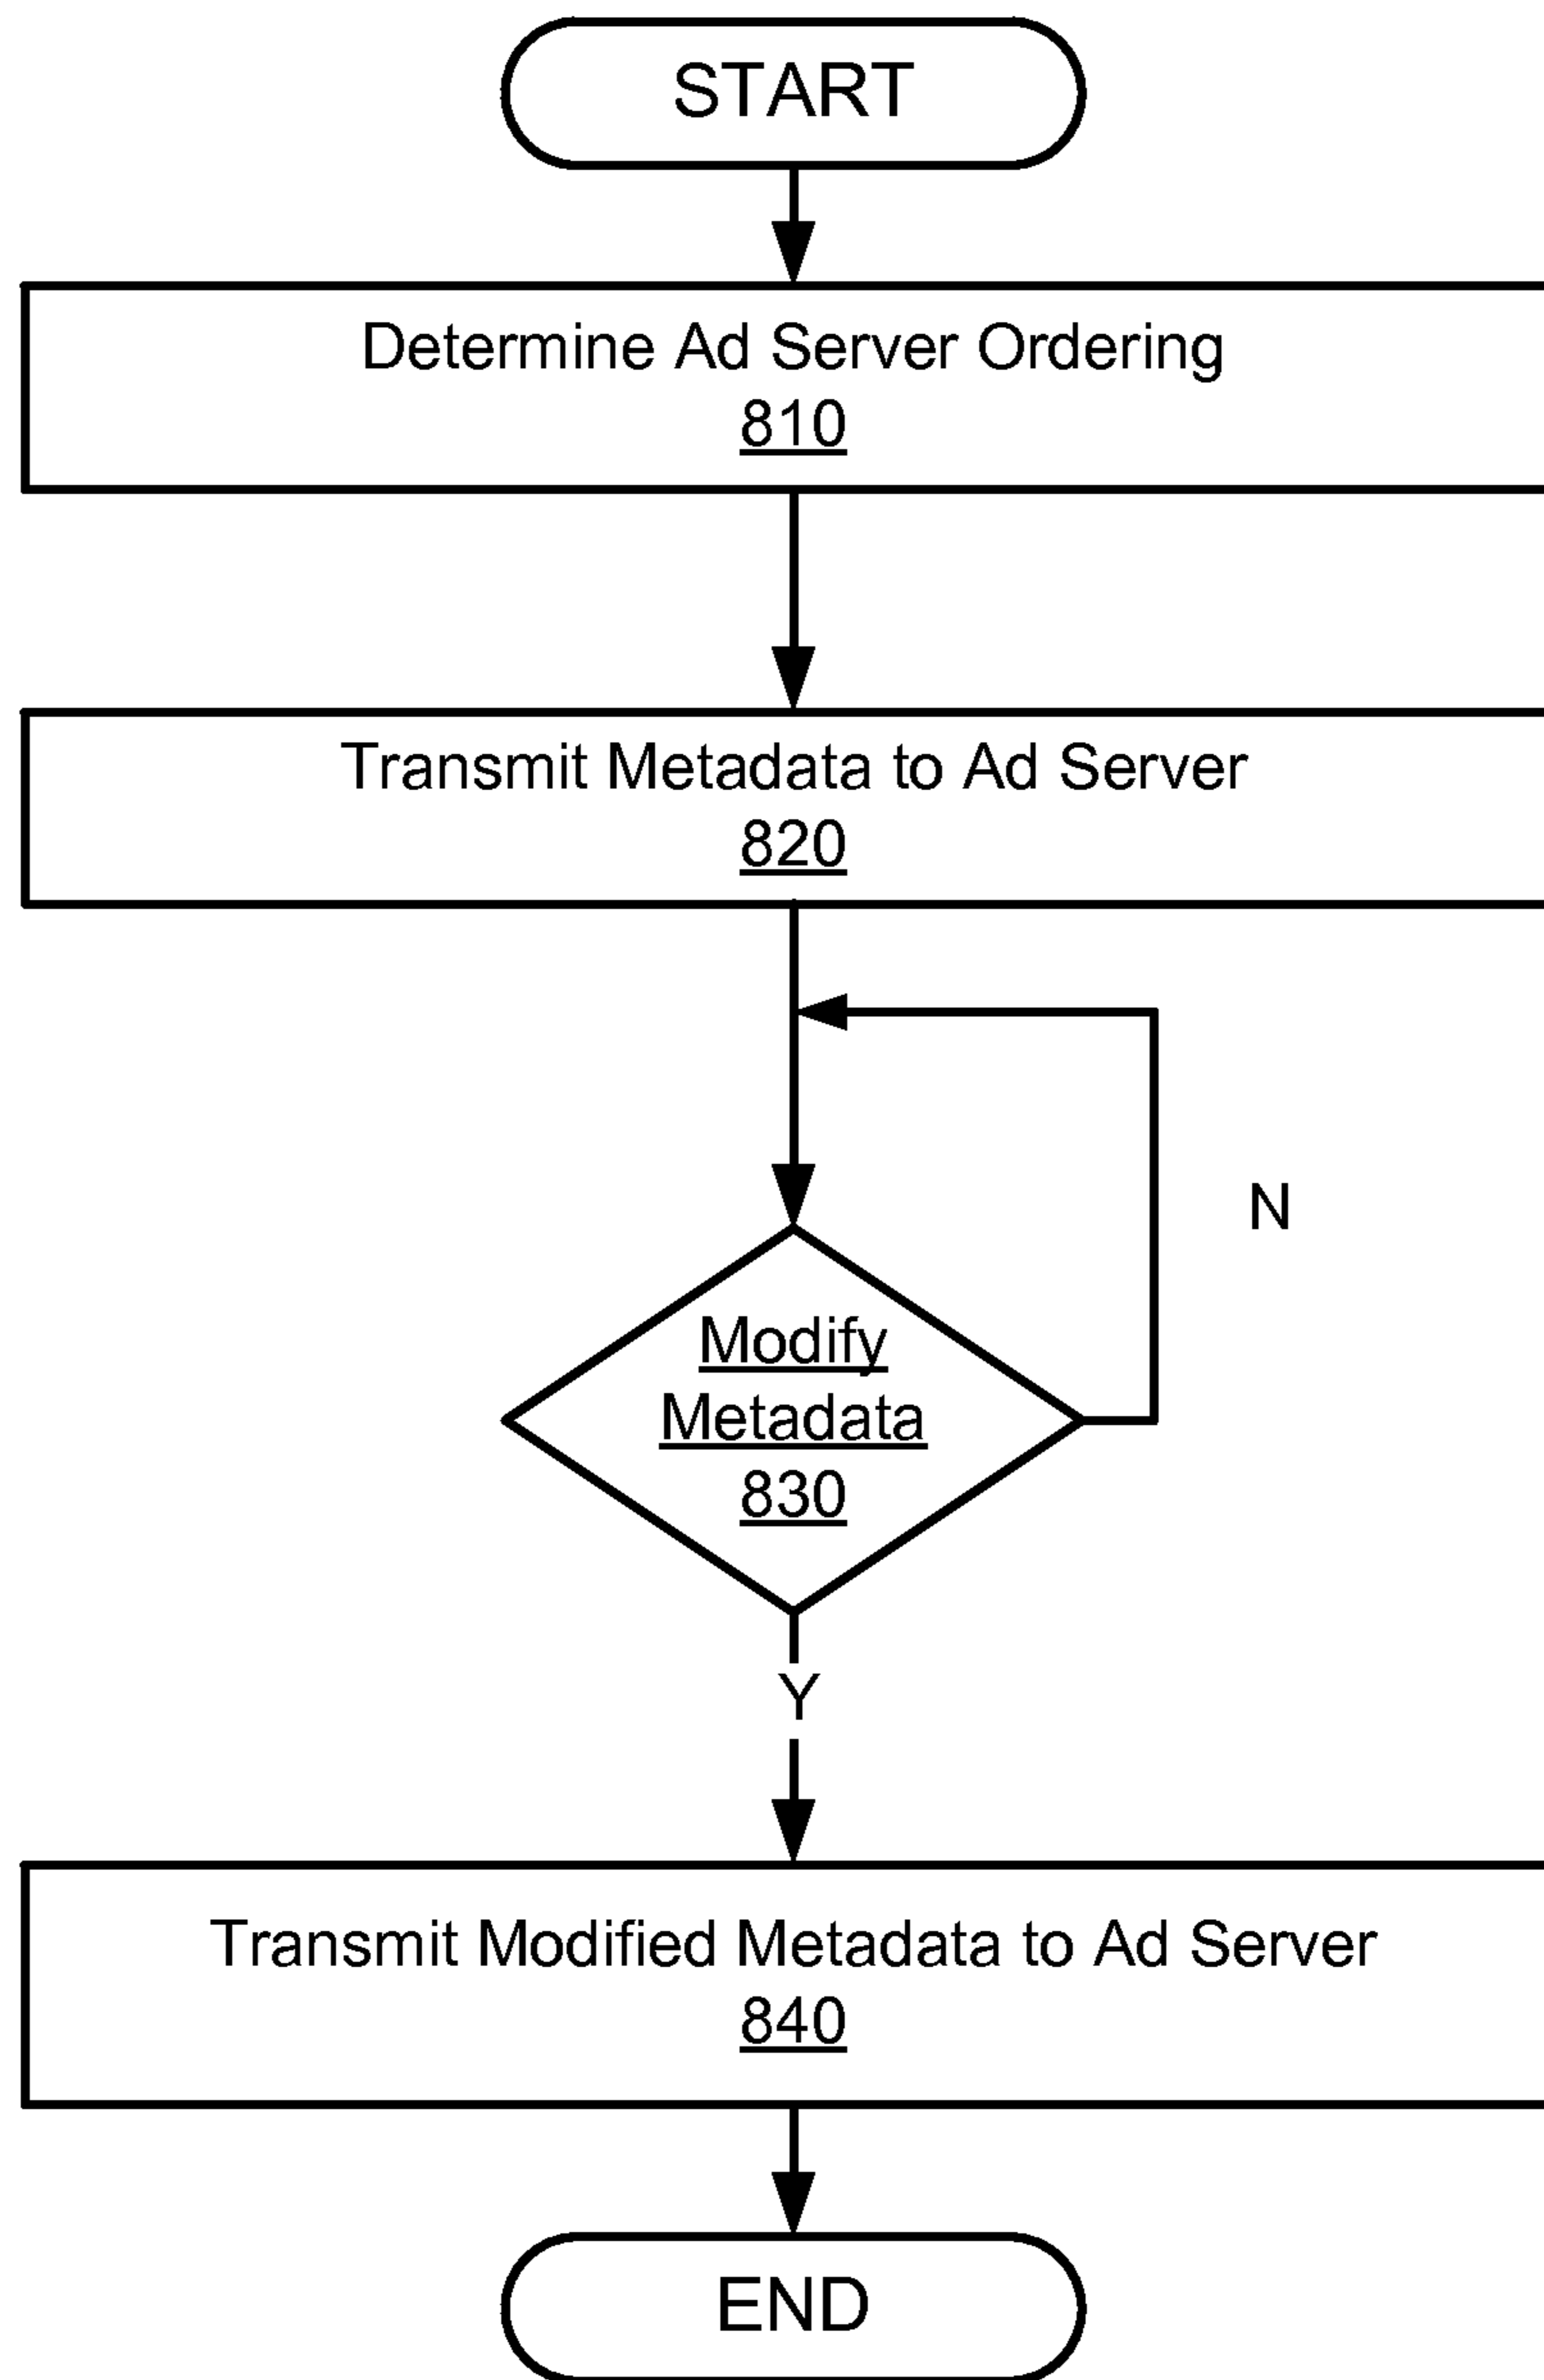 START
Determine Ad Server Ordering
810
Transmit Metadata to Ad Server
820
N
Modify
Metadata
830
Y
Transmit Modified Metadata to Ad Server
840
END